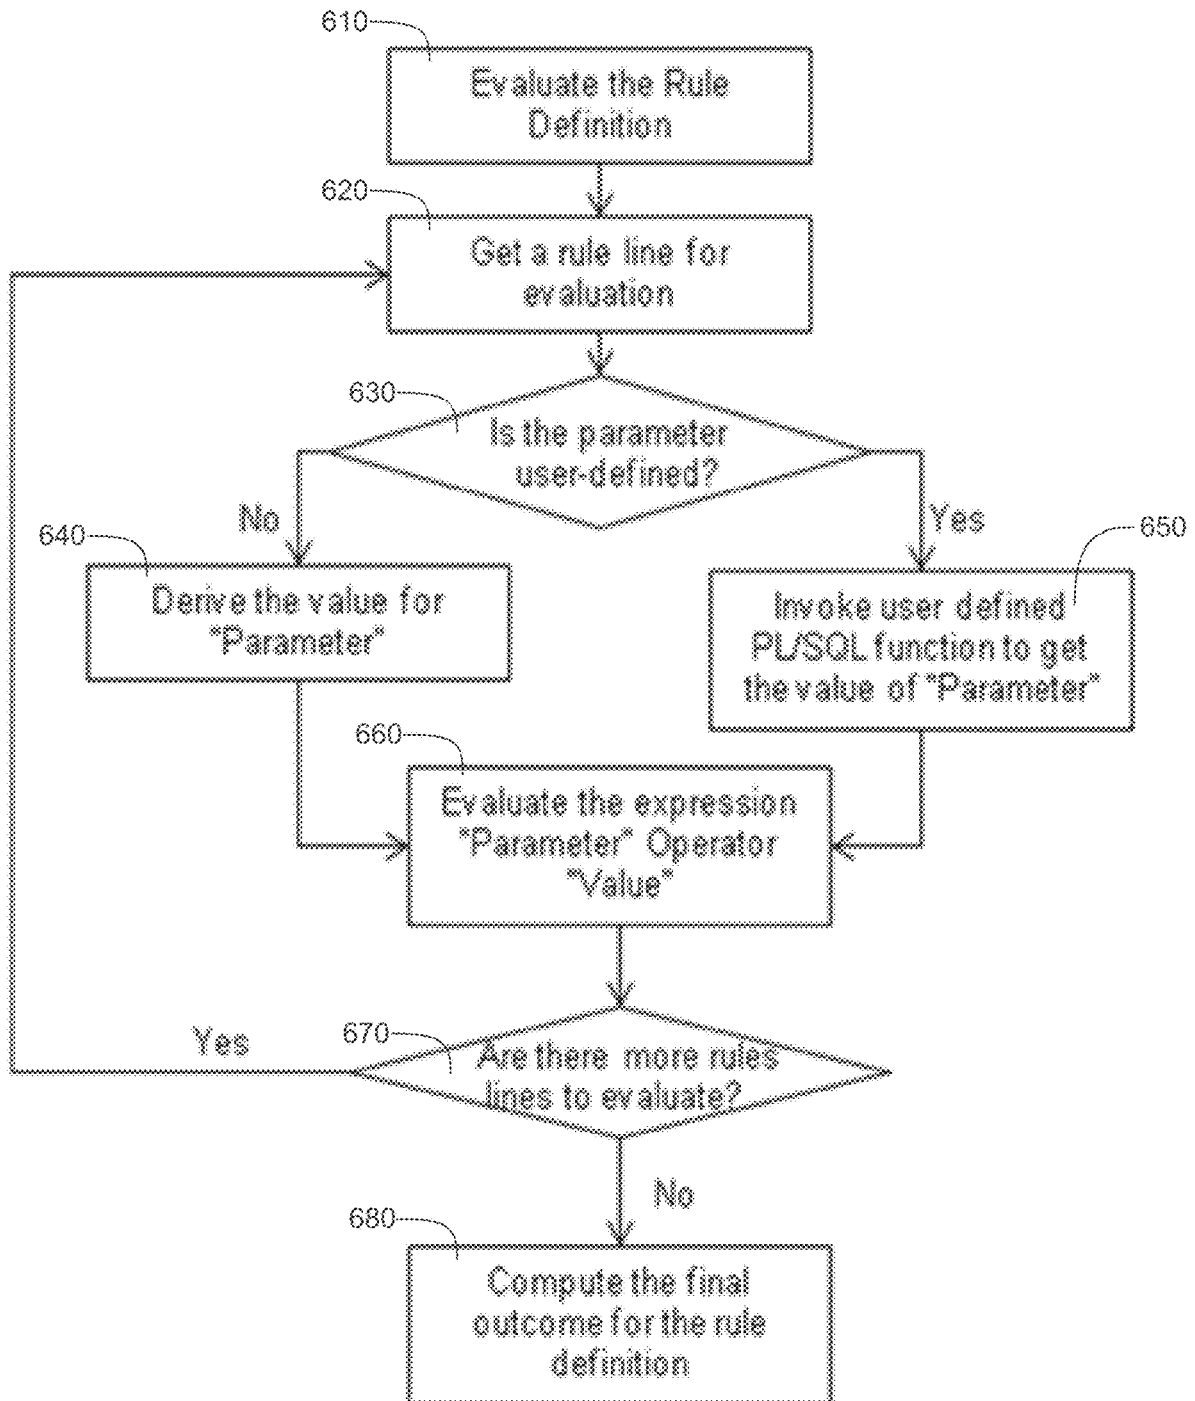 610
Evaluate the Rule
Definition
620
Get a rule line for
evaluation
630
Is the parameter
user-defined?
No
Yes
640
Derive the value for
"Parameter"
650
Invoke user defined
PL/SQL function to get
the value of "Parameter"
660
Evaluate the expression
"Parameter" Operator
"Value"
670
Are there more rules
lines to evaluate?
Yes
No
680
Compute the final
outcome for the rule
definition